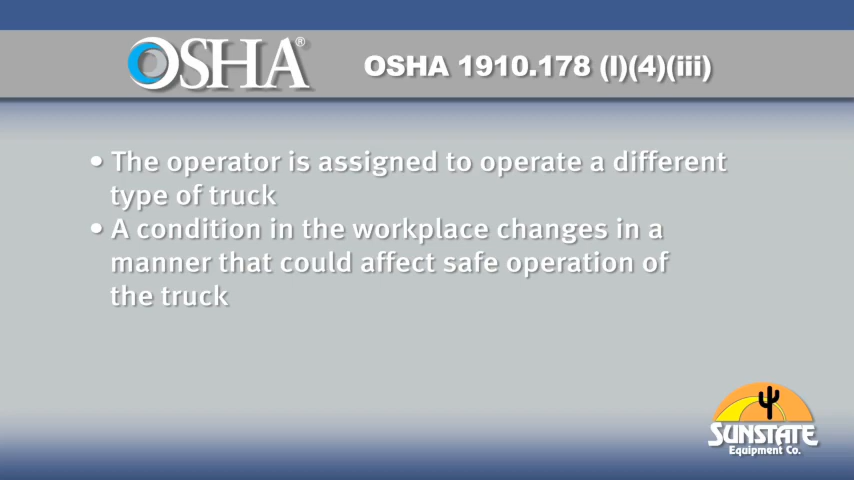 OSHA®
OSHA 1910.178 (l)(4)(iii)
• The operator is assigned to operate a different
type of truck
• A condition in the workplace changes in a
manner that could affect safe operation of
the truck
SUNSTATE
Equipment Co.